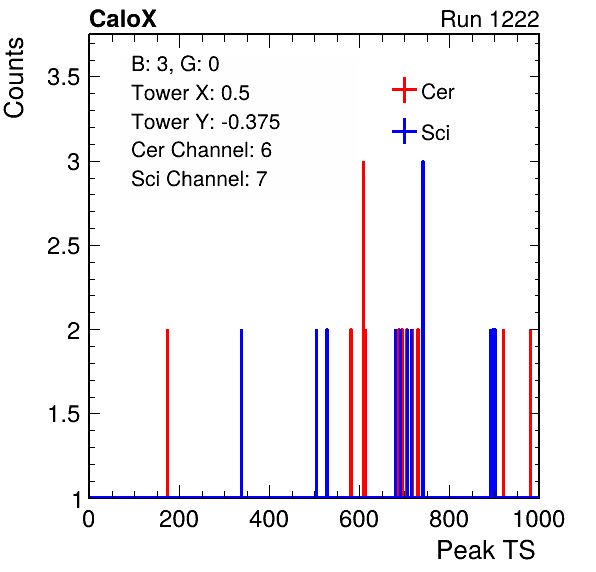 CaloX Run 1222
Counts
3.5
3
2.5
2
1.5
1
B: 3, G: 0
Tower X: 0.5
Tower Y: -0.375
Cer Channel: 6
Sci Channel: 7
Cer
Sci
0 200 400 600 800 1000
Peak TS